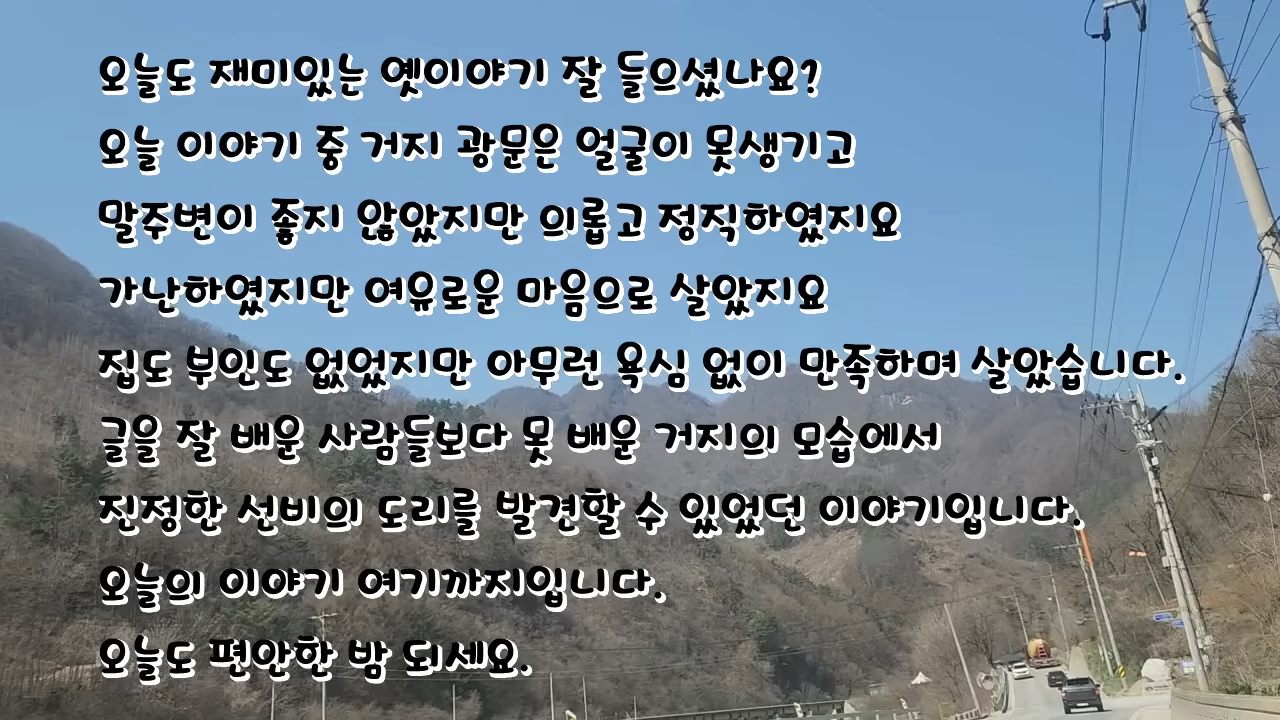 오늘도 재미있는 옛이야기 잘 들으셨나요?
오늘 이야기 중 거지 광문은 얼굴이 못생기고
말주변이 좋지 않았지만 의롭고 정직하였지요
가난하였지만 여유로운 마음으로 살았지요
집도 부인도 없었지만 아무런 욕심 없이 만족하며 살았습니다.
글을 잘 배운 사람들보다 못 배운 거지의 모습에서
진정한 선비의 도리를 발견할 수 있었던 이야기입니다.
오늘의 이야기 여기까지입니다.
오늘도 편안한 밤 되세요.